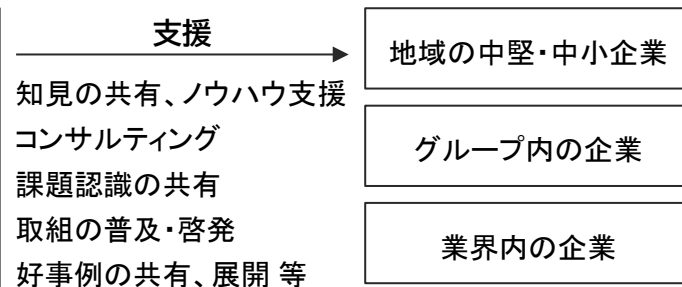 支援
知見の共有、ノウハウ支援
コンサルティング
課題認識の共有
取組の普及・啓発
好事例の共有、展開 等
地域の中堅・中小企業
グループ内の企業
業界内の企業